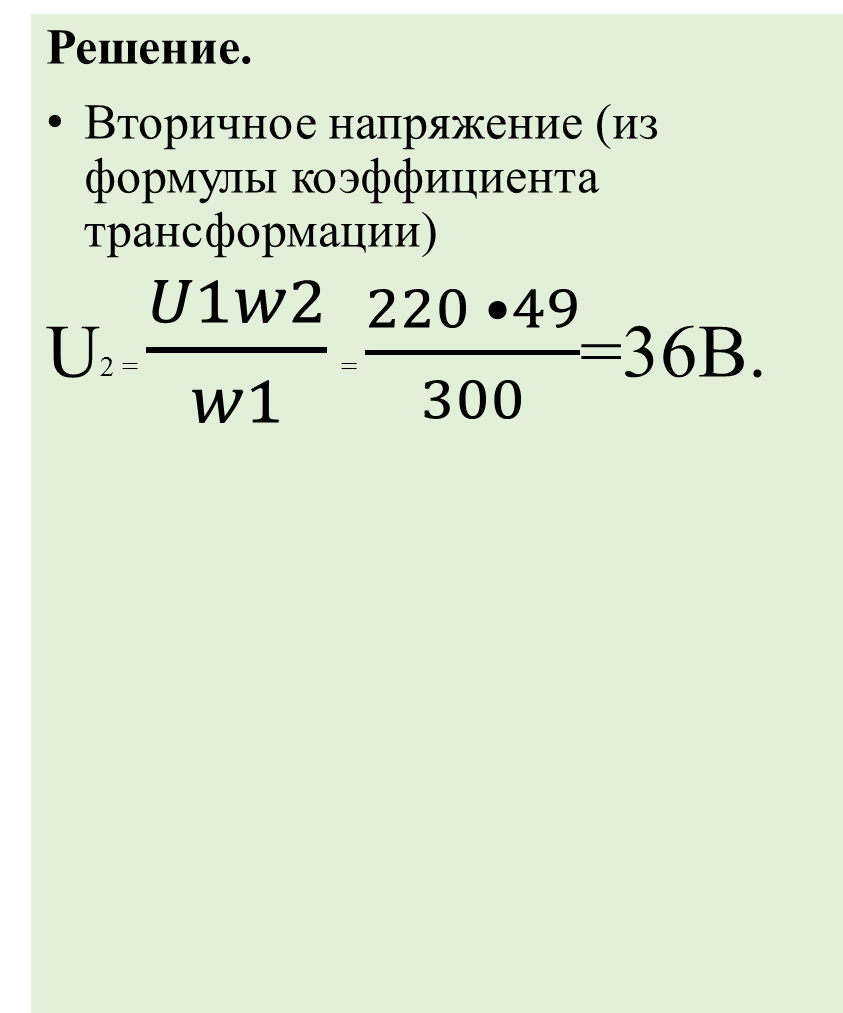 Решение.
• Вторичное напряжение (из
формулы коэффициента
трансформации)
U₂ = U1w2/w1 = 220 •49/300=36В.